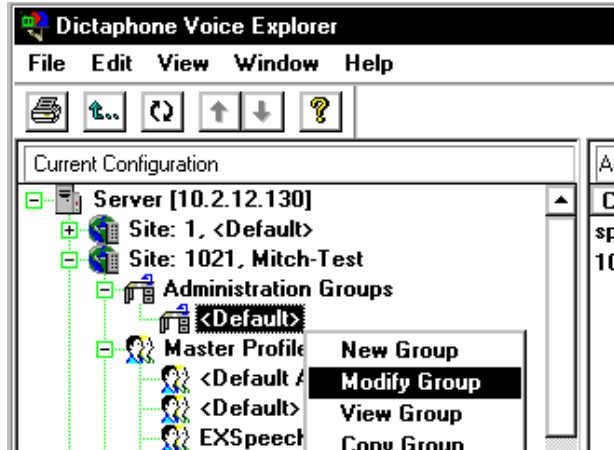 Dictaphone Voice Explorer
File Edit View Window Help
Current Configuration
Server [10.2.12.130]
Site: 1, <Default>
Site: 1021, Mitch-Test
Administration Groups
<Default>
Master Profile
New Group
<Default
Modify Group
<Default>
View Group
EXSpeech
Copy Group